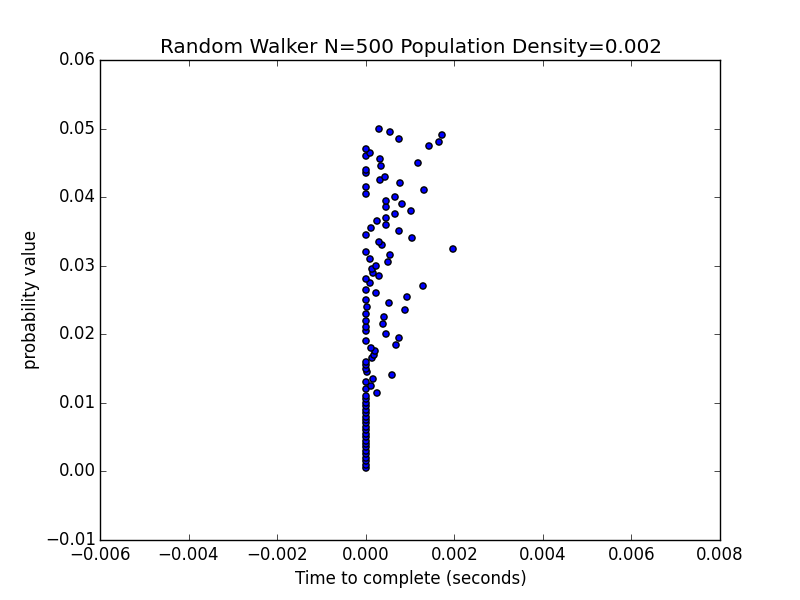 Random Walker N=500 Population Density=0.002
0.06
0.05
0.04
0.03
0.02
0.01
0.00
−0.01
probability value
−0.006 −0.004 −0.002 0.000 0.002 0.004 0.006 0.008
Time to complete (seconds)